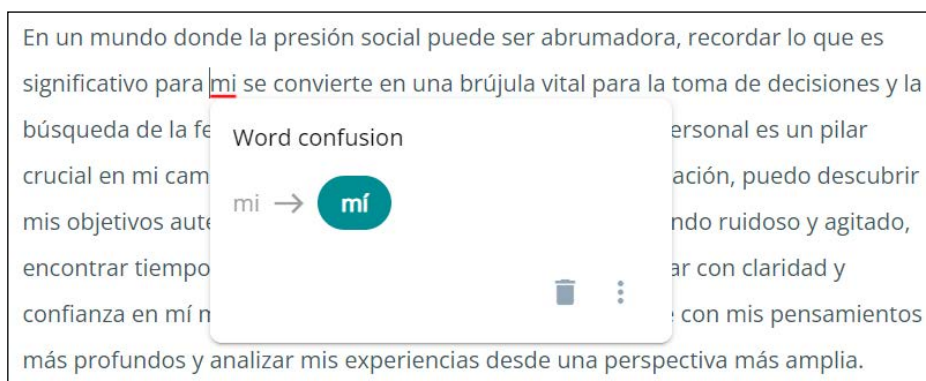 En un mundo donde la presión social puede ser abrumadora, recordar lo que es
significativo para mi se convierte en una brújula vital para la toma de decisiones y la
búsqueda de la
Word confusion
ersonal es un pilar
crucial en mi
mi → mí
ación, puedo descubrir
mis objetivos
ndo ruidoso y agitado,
encontrar tiempo
ar con claridad y
confianza en mí
con mis pensamientos
más profundos y analizar mis experiencias desde una perspectiva más amplia.